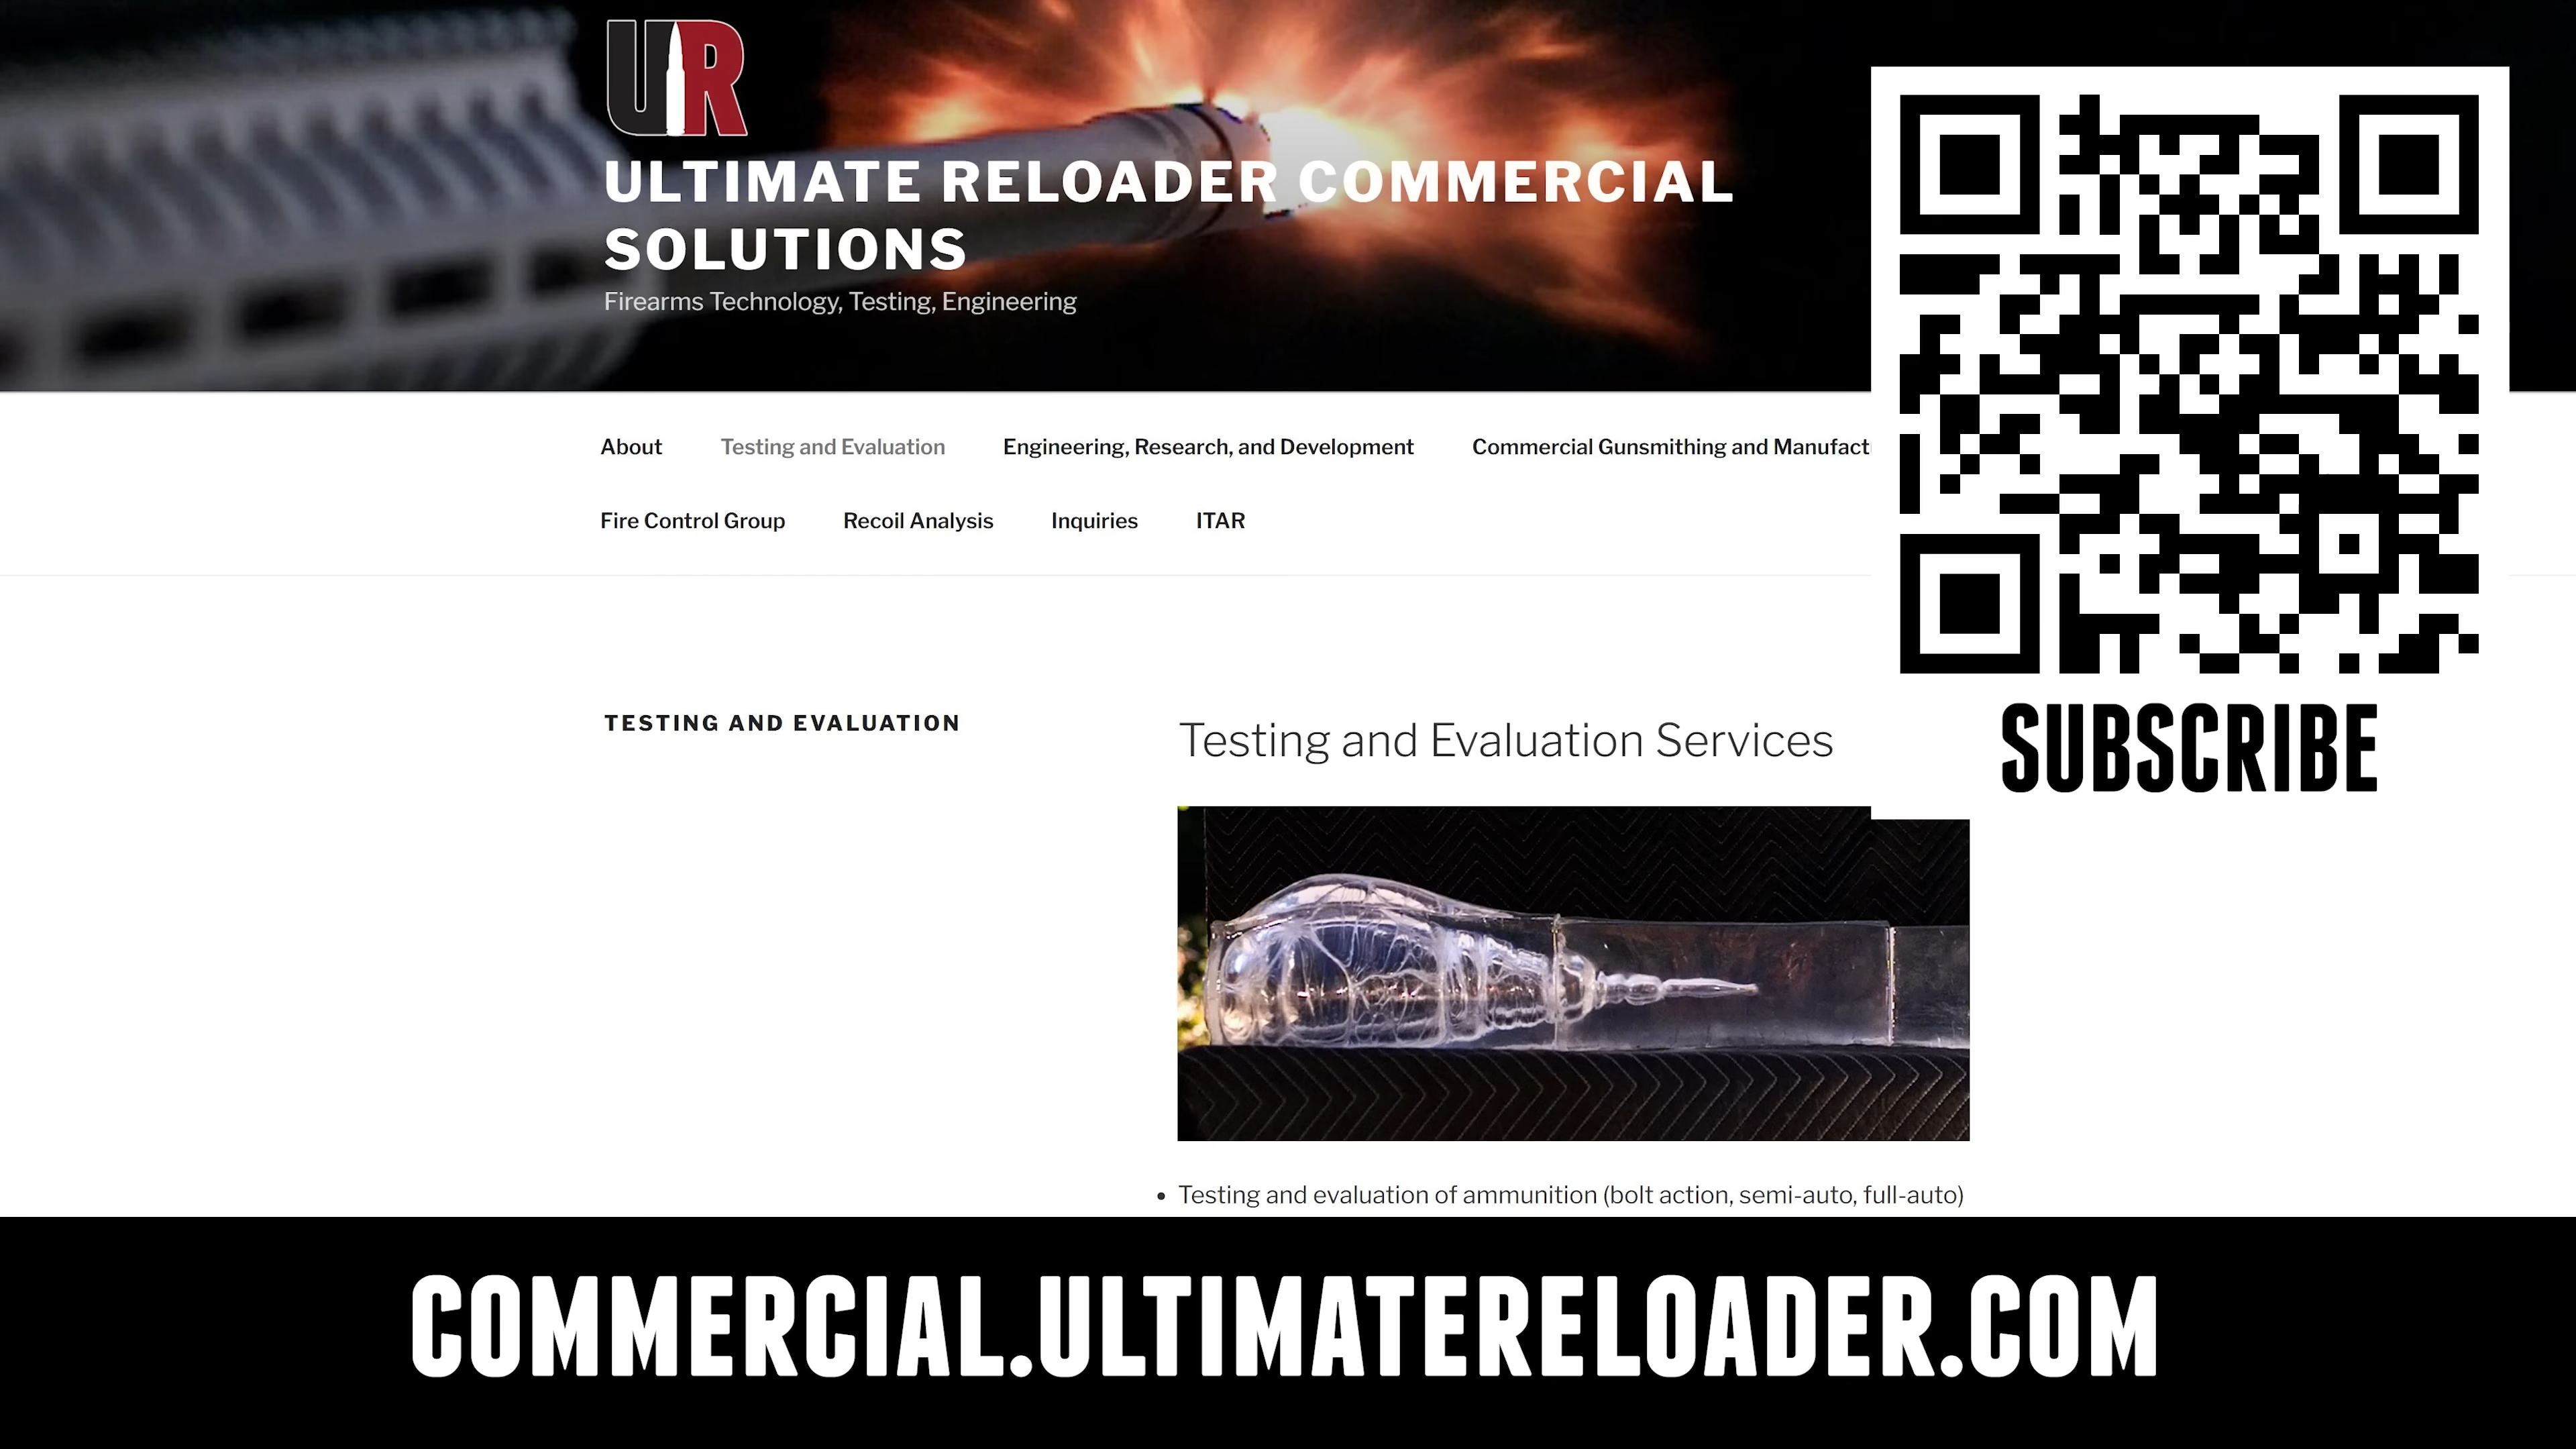 UR
ULTIMATE RELOADER COMMERCIAL
SOLUTIONS
Firearms Technology, Testing, Engineering
About Testing and Evaluation Engineering, Research, and Development Commercial Gunsmithing and Manufact
Fire Control Group Recoil Analysis Inquiries ITAR
SUBSCRIBE
TESTING AND EVALUATION
Testing and Evaluation Services
• Testing and evaluation of ammunition (bolt action, semi-auto, full-auto)
COMMERCIAL.ULTIMATERELOADER.COM